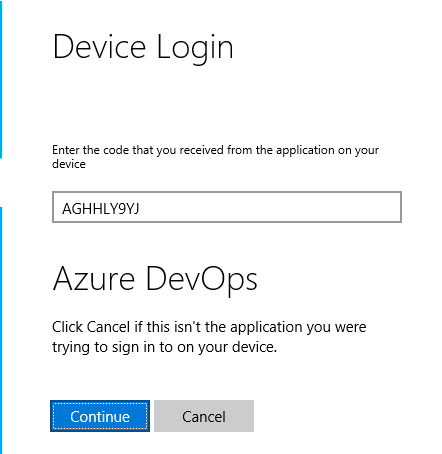 Device Login
Enter the code that you received from the application on your
device
AGHHLY9YJ
Azure DevOps
Click Cancel if this isn't the application you were
trying to sign in to on your device.
Continue
Cancel